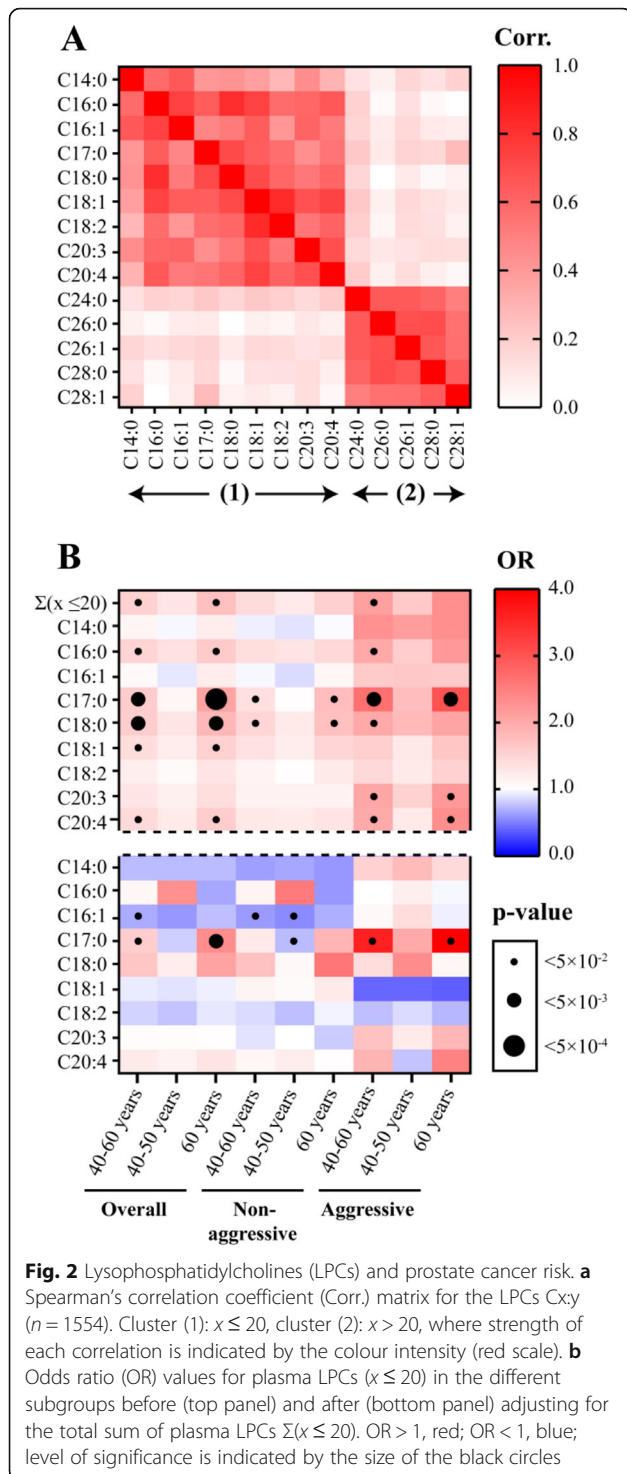 A
Corr.
C14:0
C16:0
C16:1
C17:0
C18:0
C18:1
C18:2
C20:3
C20:4
C24:0
C26:0
C26:1
C28:0
C28:1
1.0
0.8
0.6
0.4
0.2
0.0
C14:0 C16:0 C16:1 C17:0 C18:0 C18:1 C18:2 C20:3 C20:4 C24:0 C26:0 C26:1 C28:0 C28:1
(1) (2)
B
OR
Σ(x ≤20)
C14:0
C16:0
C16:1
C17:0
C18:0
C18:1
C18:2
C20:3
C20:4
4.0
3.0
2.0
1.0
0.0
C14:0
C16:0
C16:1
C17:0
C18:0
C18:1
C18:2
C20:3
C20:4
p-value
<5×10⁻²
<5×10⁻³
<5×10⁻⁴
40-60 years 40-50 years 60 years 40-60 years 40-50 years 60 years 40-60 years 40-50 years 60 years
Overall Non- Aggressive
aggressive
Fig. 2 Lysophosphatidylcholines (LPCs) and prostate cancer risk. a
Spearman's correlation coefficient (Corr.) matrix for the LPCs Cx:y
(n = 1554). Cluster (1): x ≤ 20, cluster (2): x > 20, where strength of
each correlation is indicated by the colour intensity (red scale). b
Odds ratio (OR) values for plasma LPCs (x ≤ 20) in the different
subgroups before (top panel) and after (bottom panel) adjusting for
the total sum of plasma LPCs Σ(x ≤ 20). OR > 1, red; OR < 1, blue;
level of significance is indicated by the size of the black circles